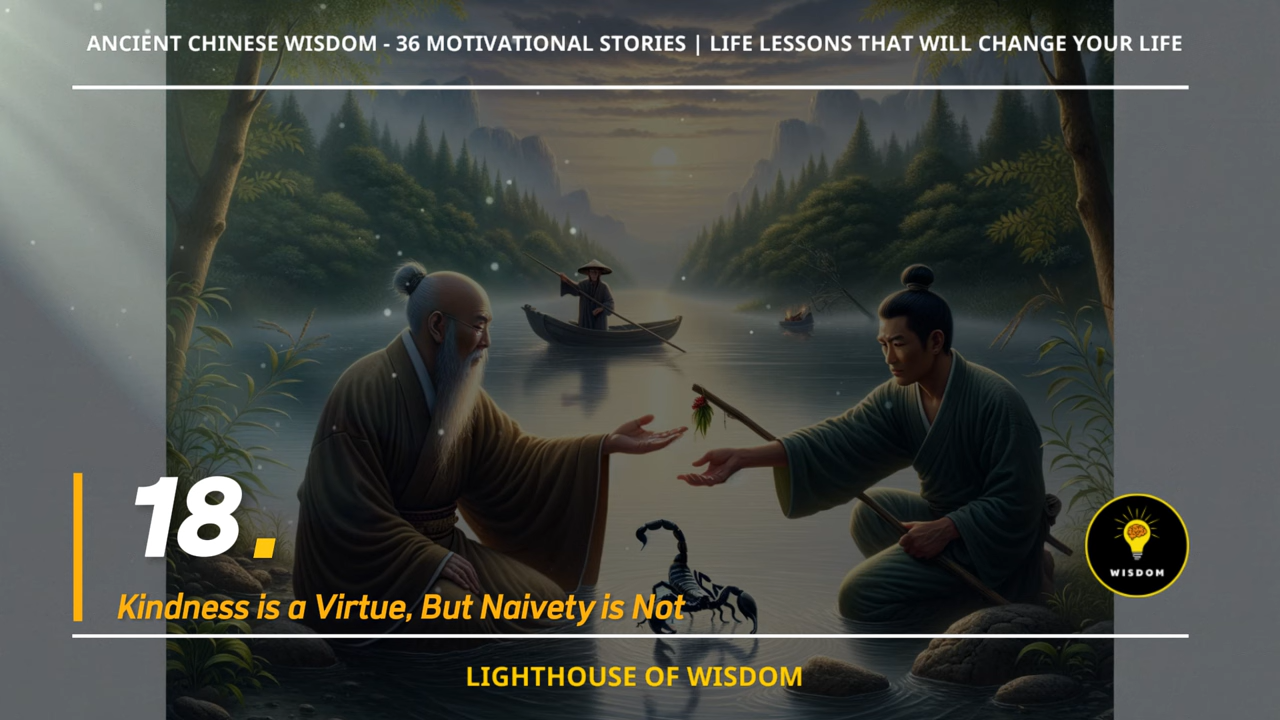 ANCIENT CHINESE WISDOM - 36 MOTIVATIONAL STORIES | LIFE LESSONS THAT WILL CHANGE YOUR LIFE
18.
Kindness is a Virtue, But Naivety is Not
WISDOM
LIGHTHOUSE OF WISDOM